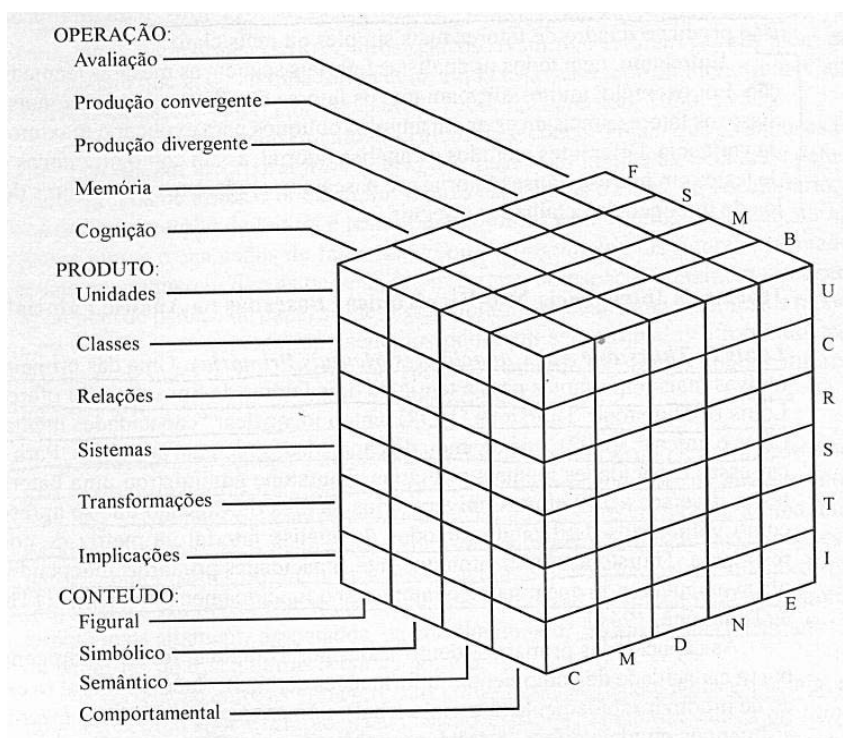 OPERAÇÃO:
Avaliação
Produção convergente
Produção divergente
Memória
Cognição
PRODUTO:
Unidades
Classes
Relações
Sistemas
Transformações
Implicações
CONTEÚDO:
Figural
Simbólico
Semântico
Comportamental
F
S
M
B
U
C
R
S
T
I
E
N
D
M
C